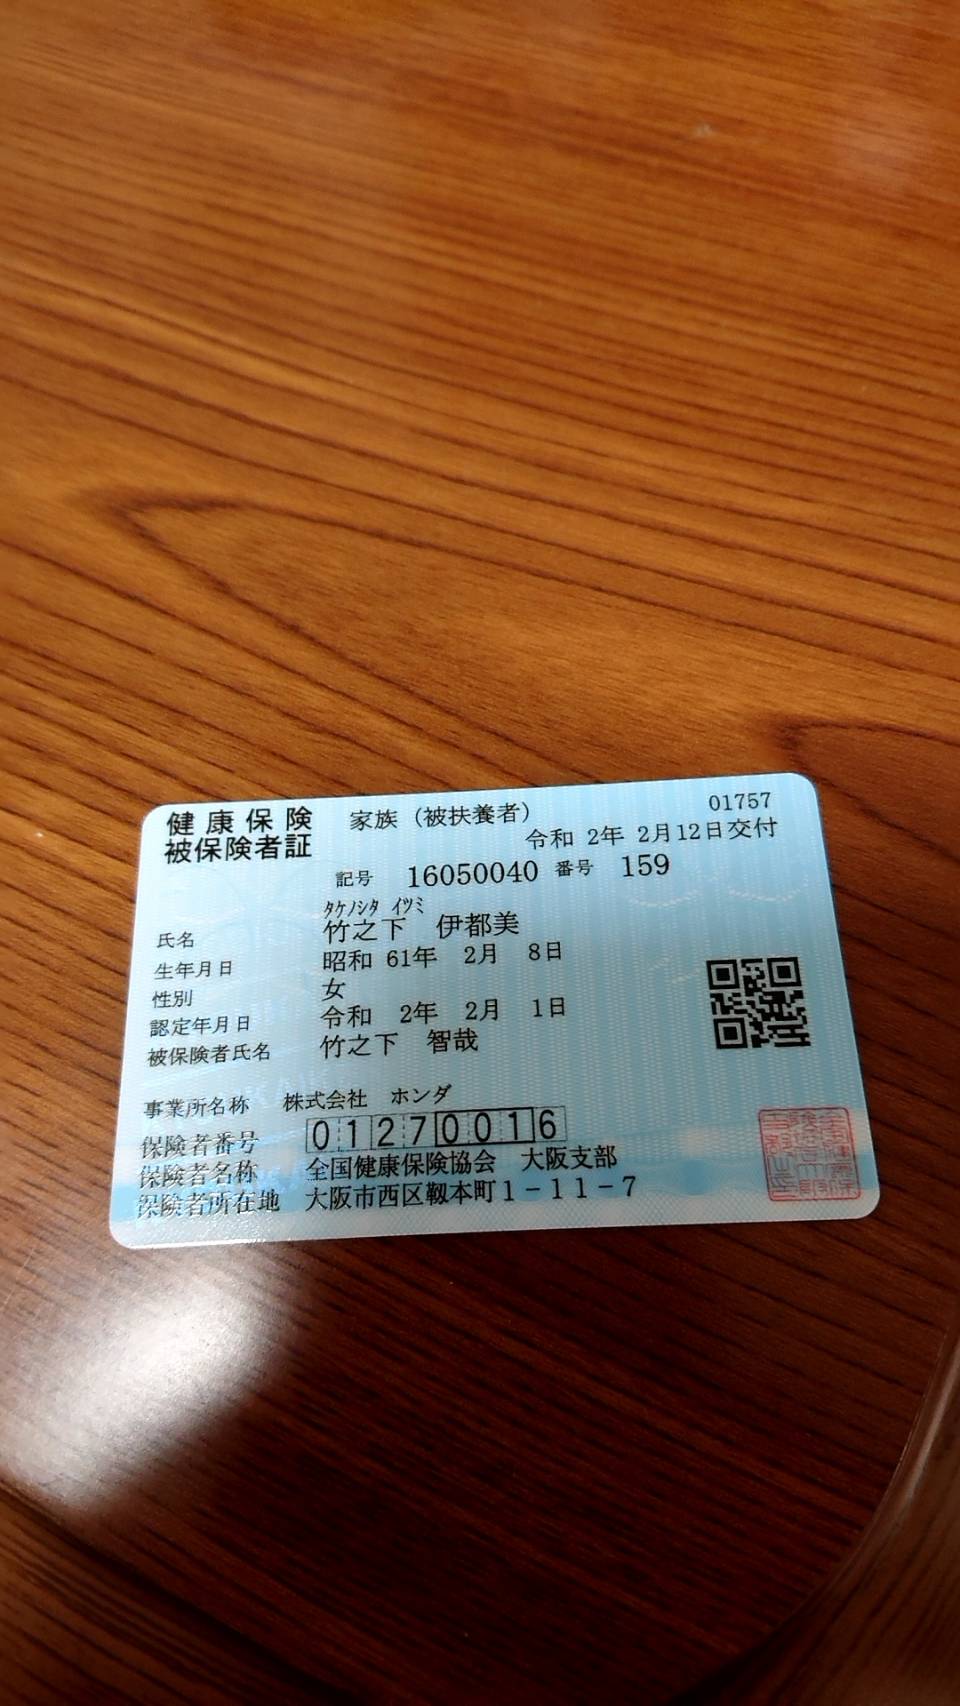 健康保険
被保険者証
家族（被扶養者）
01757
令和 2年 2月12日交付
記号 16050040 番号 159
ﾀｹﾉｼﾀ ｲﾂﾐ
氏名 竹之下 伊都美
生年月日 昭和 61年 2月 8日
性別 女
認定年月日 令和 2年 2月 1日
被保険者氏名 竹之下 智哉
事業所名称 株式会社 ホンダ
保険者番号 01270016
保険者名称 全国健康保険協会 大阪支部
保険者所在地 大阪市西区靱本町1－11－7